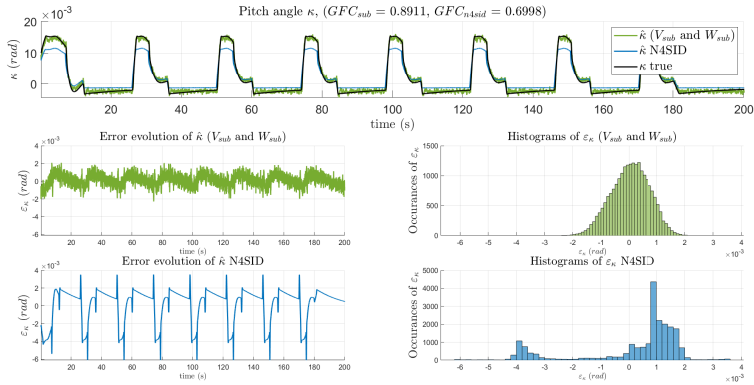 Pitch angle κ, (GFC_sub = 0.8911, GFC_n4sid = 0.6998)
×10⁻³
20
10
0
κ (rad)
κ̂ (V_sub and W_sub)
κ̂ N4SID
κ true
20 40 60 80 100 120 140 160 180 200
time (s)
Error evolution of κ̂ (V_sub and W_sub)
×10⁻³
4
2
0
-2
-4
-6
ε_κ (rad)
20 40 60 80 100 120 140 160 180 200
time (s)
Histograms of ε_κ (V_sub and W_sub)
1500
1000
500
0
Occurances of ε_κ
-6 -5 -4 -3 -2 -1 0 1 2 3 4
ε_κ (rad)
×10⁻³
Error evolution of κ̂ N4SID
×10⁻³
4
2
0
-2
-4
-6
ε_κ (rad)
20 40 60 80 100 120 140 160 180 200
time (s)
Histograms of ε_κ N4SID
5000
4000
3000
2000
1000
0
Occurances of ε_κ
-6 -5 -4 -3 -2 -1 0 1 2 3 4
ε_κ (rad)
×10⁻³